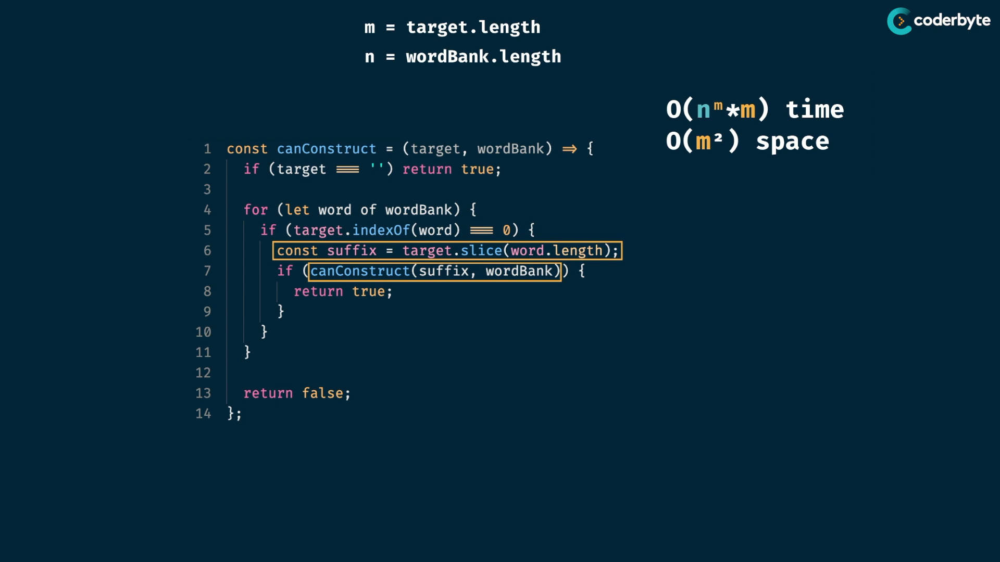 coderbyte
m = target.length
n = wordBank.length
O(nᵐ*m) time
O(m²) space
1 const canConstruct = (target, wordBank) => {
2 if (target === '') return true;
3
4 for (let word of wordBank) {
5 if (target.indexOf(word) === 0) {
6 const suffix = target.slice(word.length);
7 if (canConstruct(suffix, wordBank)) {
8 return true;
9 }
10 }
11 }
12
13 return false;
14 };